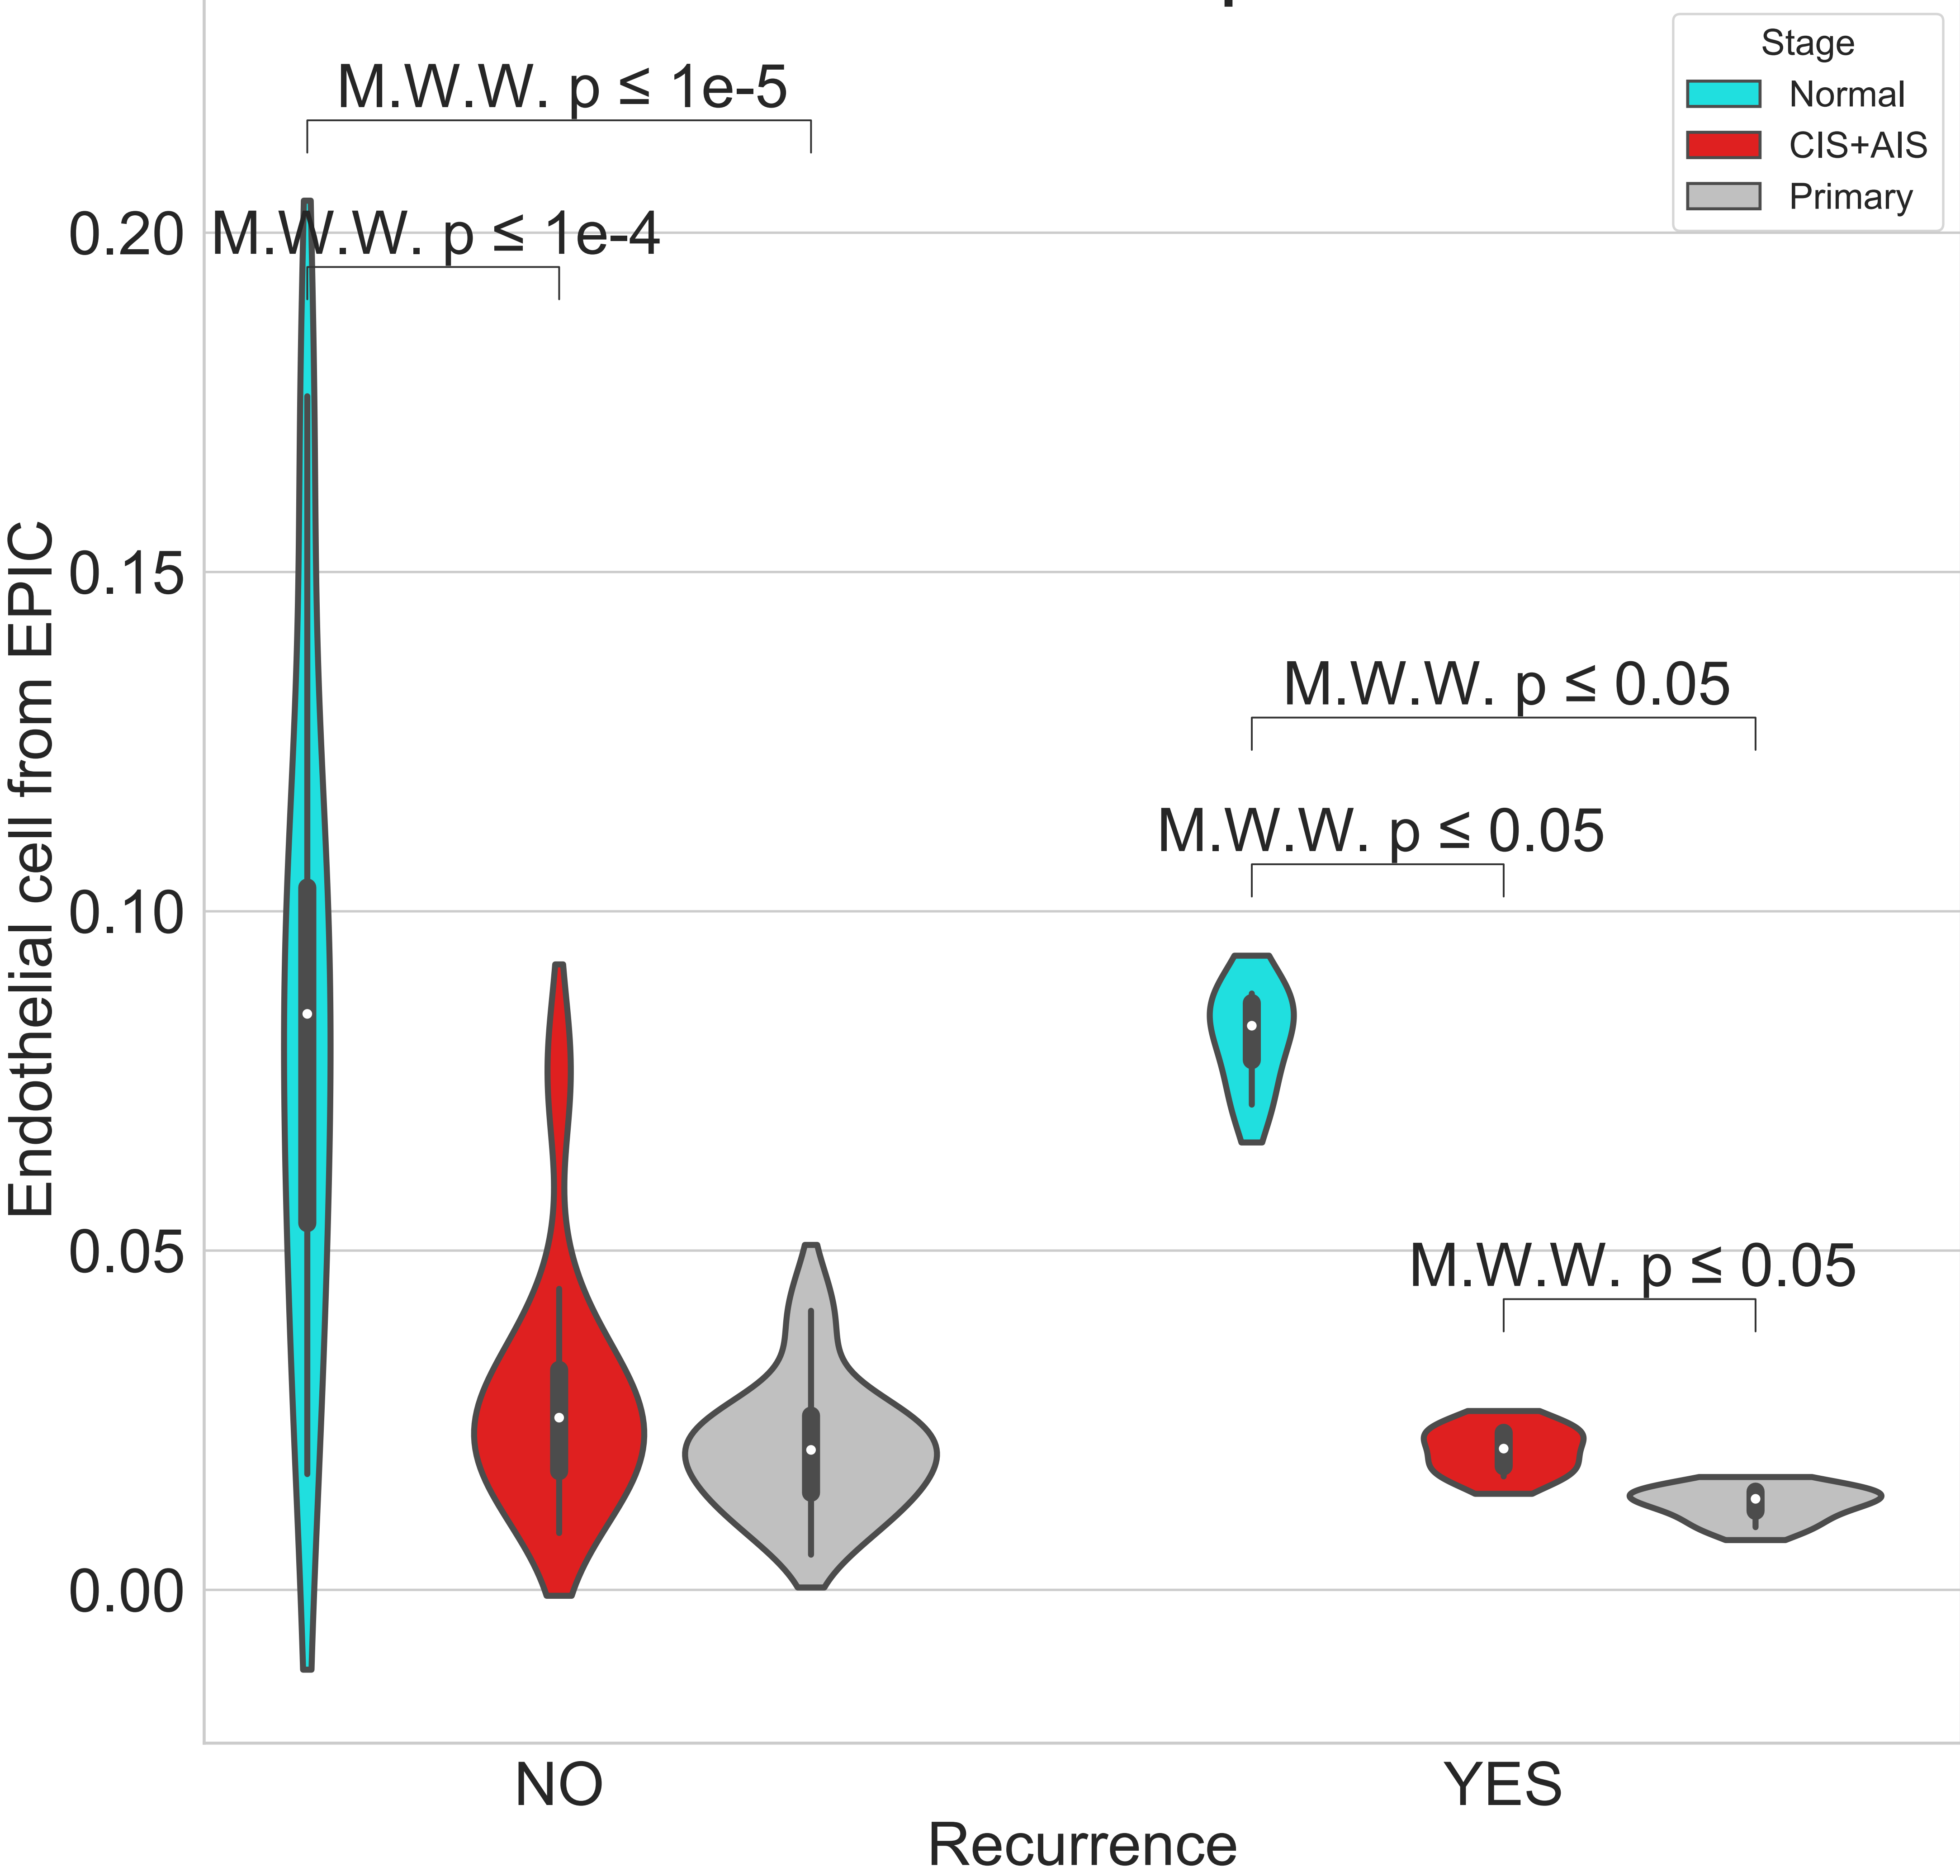 Stage
Normal
CIS+AIS
Primary
M.W.W. p ≤ 1e-5
M.W.W. p ≤ 1e-4
M.W.W. p ≤ 0.05
M.W.W. p ≤ 0.05
M.W.W. p ≤ 0.05
0.20
0.15
0.10
0.05
0.00
Endothelial cell from EPIC
NO
YES
Recurrence